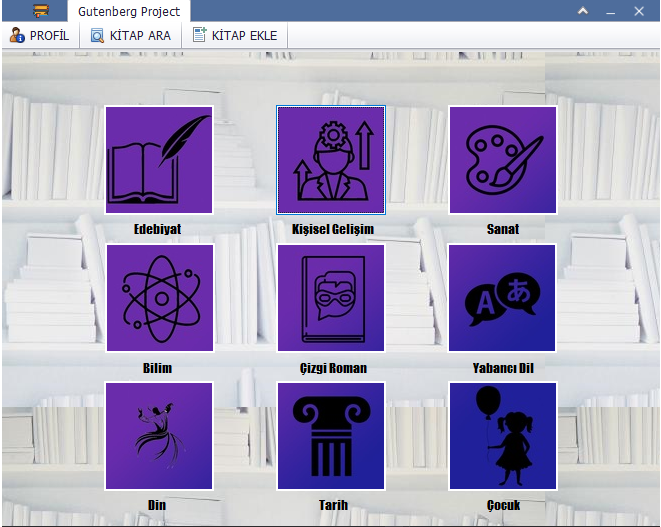 Gutenberg Project
PROFİL KİTAP ARA KİTAP EKLE
Edebiyat Kişisel Gelişim Sanat
A あ
Bilim Çizgi Roman Yabancı Dil
Din Tarih Çocuk